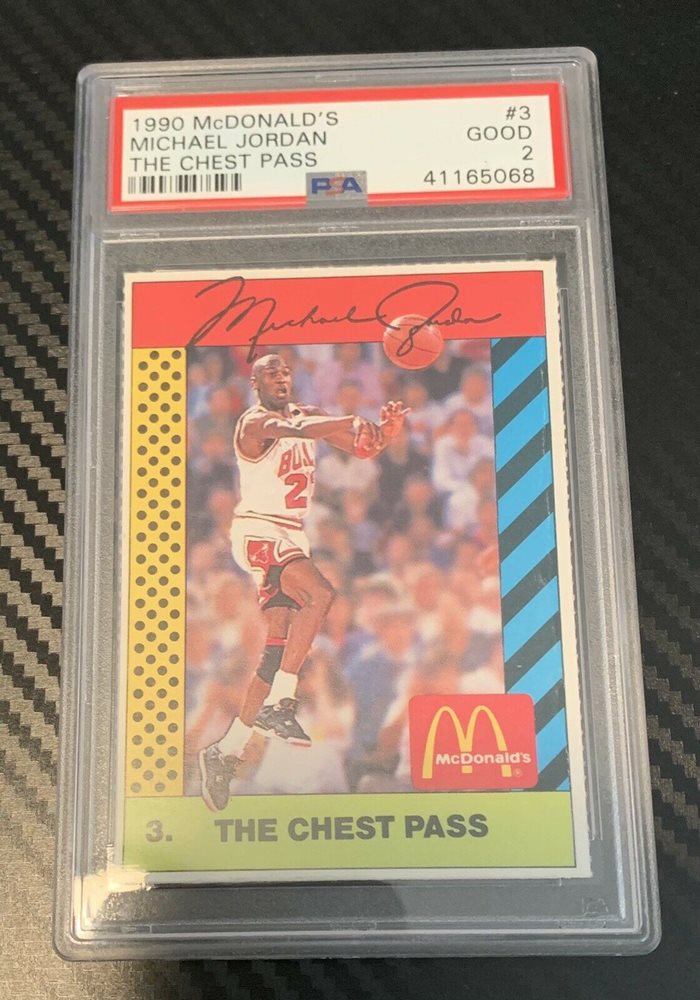 1990 McDONALD'S
#3
MICHAEL JORDAN
GOOD
THE CHEST PASS
2
PSA
41165068
Michael Jordan
BULLS
2
McDonald's
3. THE CHEST PASS